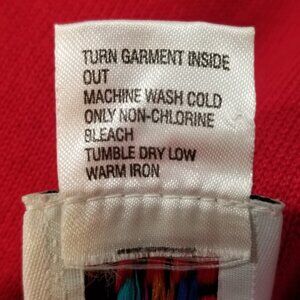 TURN GARMENT INSIDE
OUT
MACHINE WASH COLD
ONLY NON-CHLORINE
BLEACH
TUMBLE DRY LOW
WARM IRON